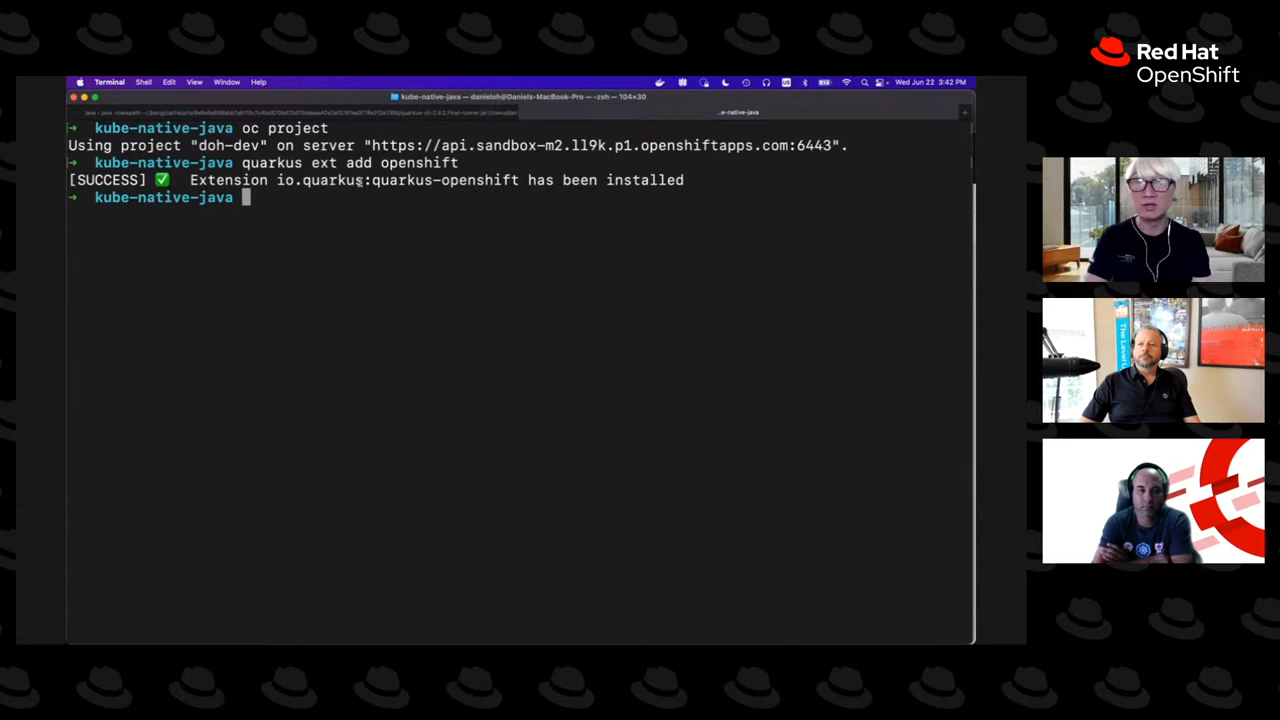 Red Hat
OpenShift
Terminal Shell Edit View Window Help
Wed Jun 22 3:42 PM
kube-native-java — danieloh@Daniels-MacBook-Pro — -zsh — 104×30
..e-native-java
→ kube-native-java oc project
Using project "doh-dev" on server "https://api.sandbox-m2.ll9k.p1.openshiftapps.com:6443".
→ kube-native-java quarkus ext add openshift
[SUCCESS] ✅ Extension io.quarkus:quarkus-openshift has been installed
→ kube-native-java